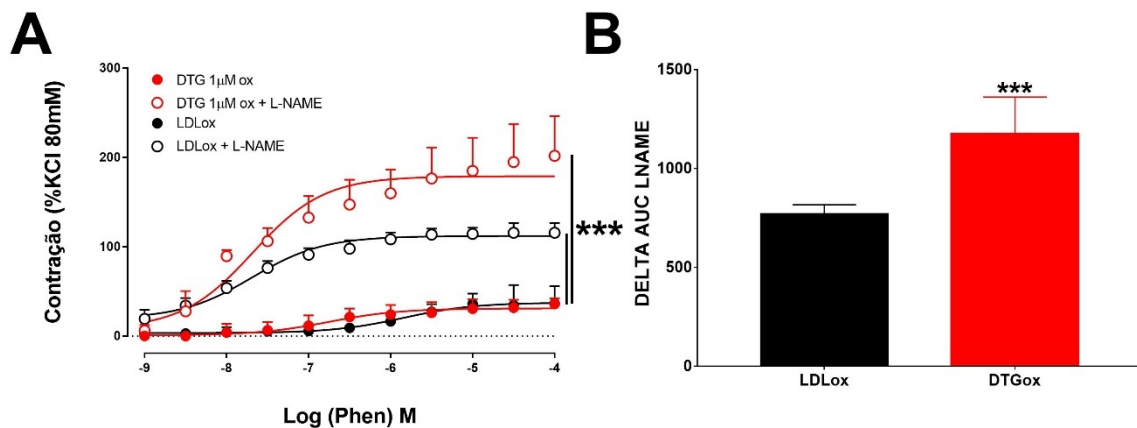 A
B
Contração (%KCl 80mM)
300
200
100
0
DTG 1µM ox
DTG 1µM ox + L-NAME
LDLox
LDLox + L-NAME
***
-9
-8
-7
-6
-5
-4
Log (Phen) M
DELTA AUC LNAME
1500
1000
500
0
***
LDLox
DTGox